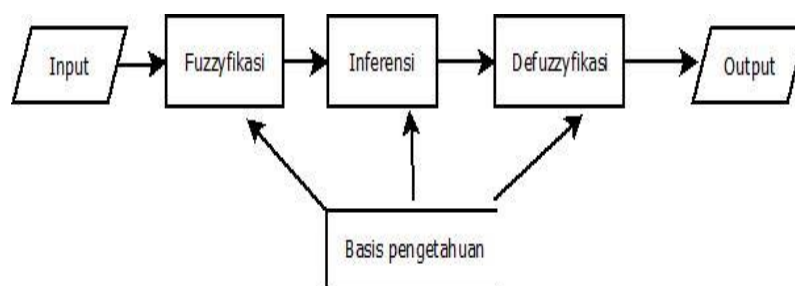 Input
Fuzzyfikasi
Inferensi
Defuzzyfikasi
Output
Basis pengetahuan